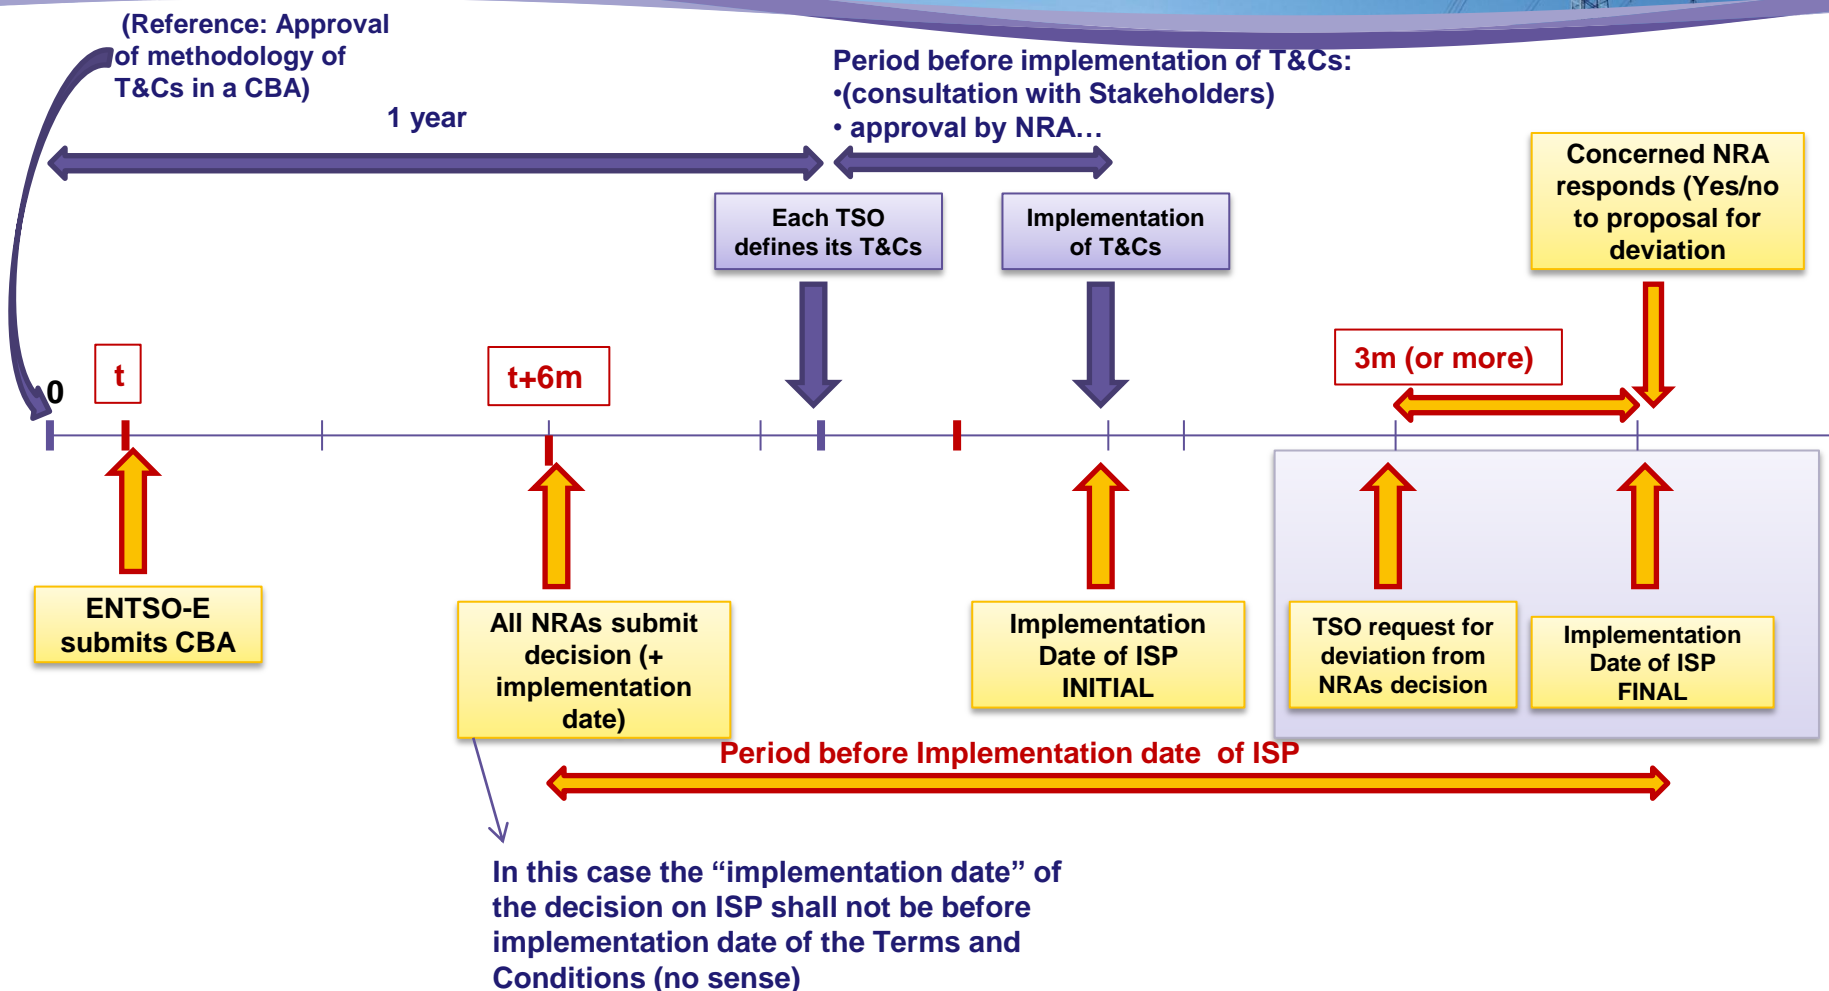 (Reference: Approval
of methodology of
T&Cs in a CBA)
1 year
Period before implementation of T&Cs:
•(consultation with Stakeholders)
• approval by NRA…
Concerned NRA
responds (Yes/no
to proposal for
deviation
Each TSO
defines its T&Cs
Implementation
of T&Cs
0
t
t+6m
3m (or more)
ENTSO-E
submits CBA
All NRAs submit
decision (+
implementation
date)
Implementation
Date of ISP
INITIAL
TSO request for
deviation from
NRAs decision
Implementation
Date of ISP
FINAL
Period before Implementation date  of ISP
In this case the “implementation date” of
the decision on ISP shall not be before
implementation date of the Terms and
Conditions (no sense)